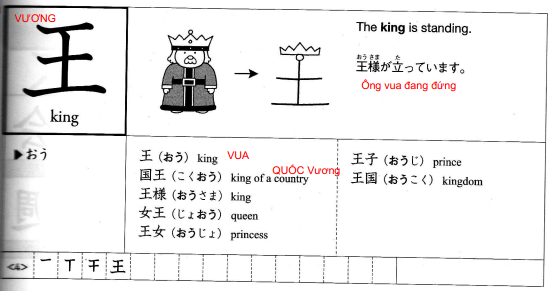 VƯƠNG
王
king
The king is standing.
おうさま た
王様が立っています。
Ông vua đang đứng
▶おう
王（おう） king VUA
国王（こくおう） king of a country QUÔC Vương
王様（おうさま） king
女王（じょおう） queen
王女（おうじょ） princess
王子（おうじ） prince
王国（おうこく） kingdom
<4> 一 丁 干 王